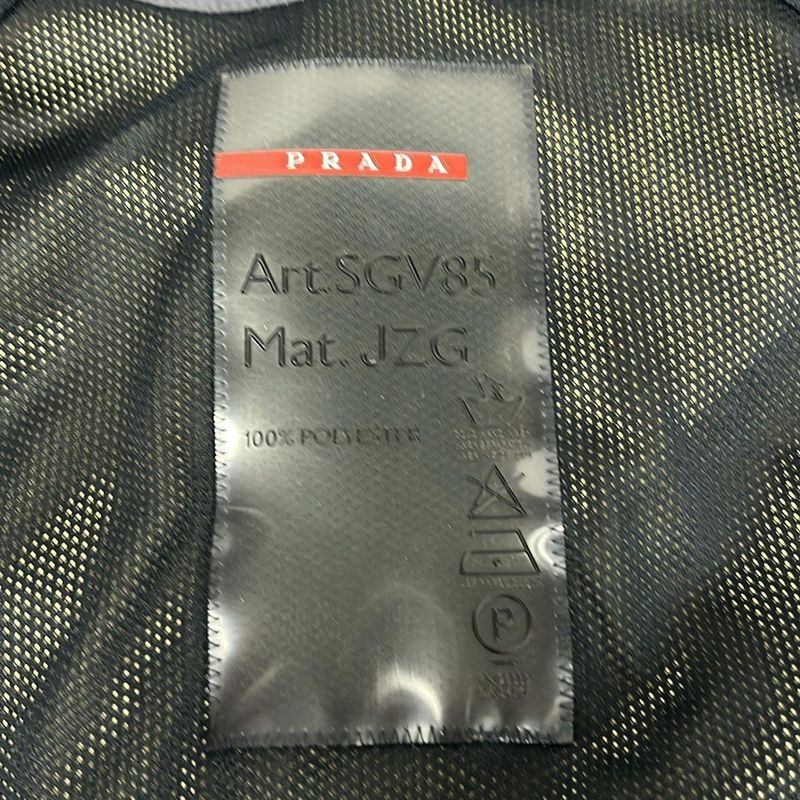 PRADA
Art.SGV85
Mat. JZG
100% POLYESTER
P